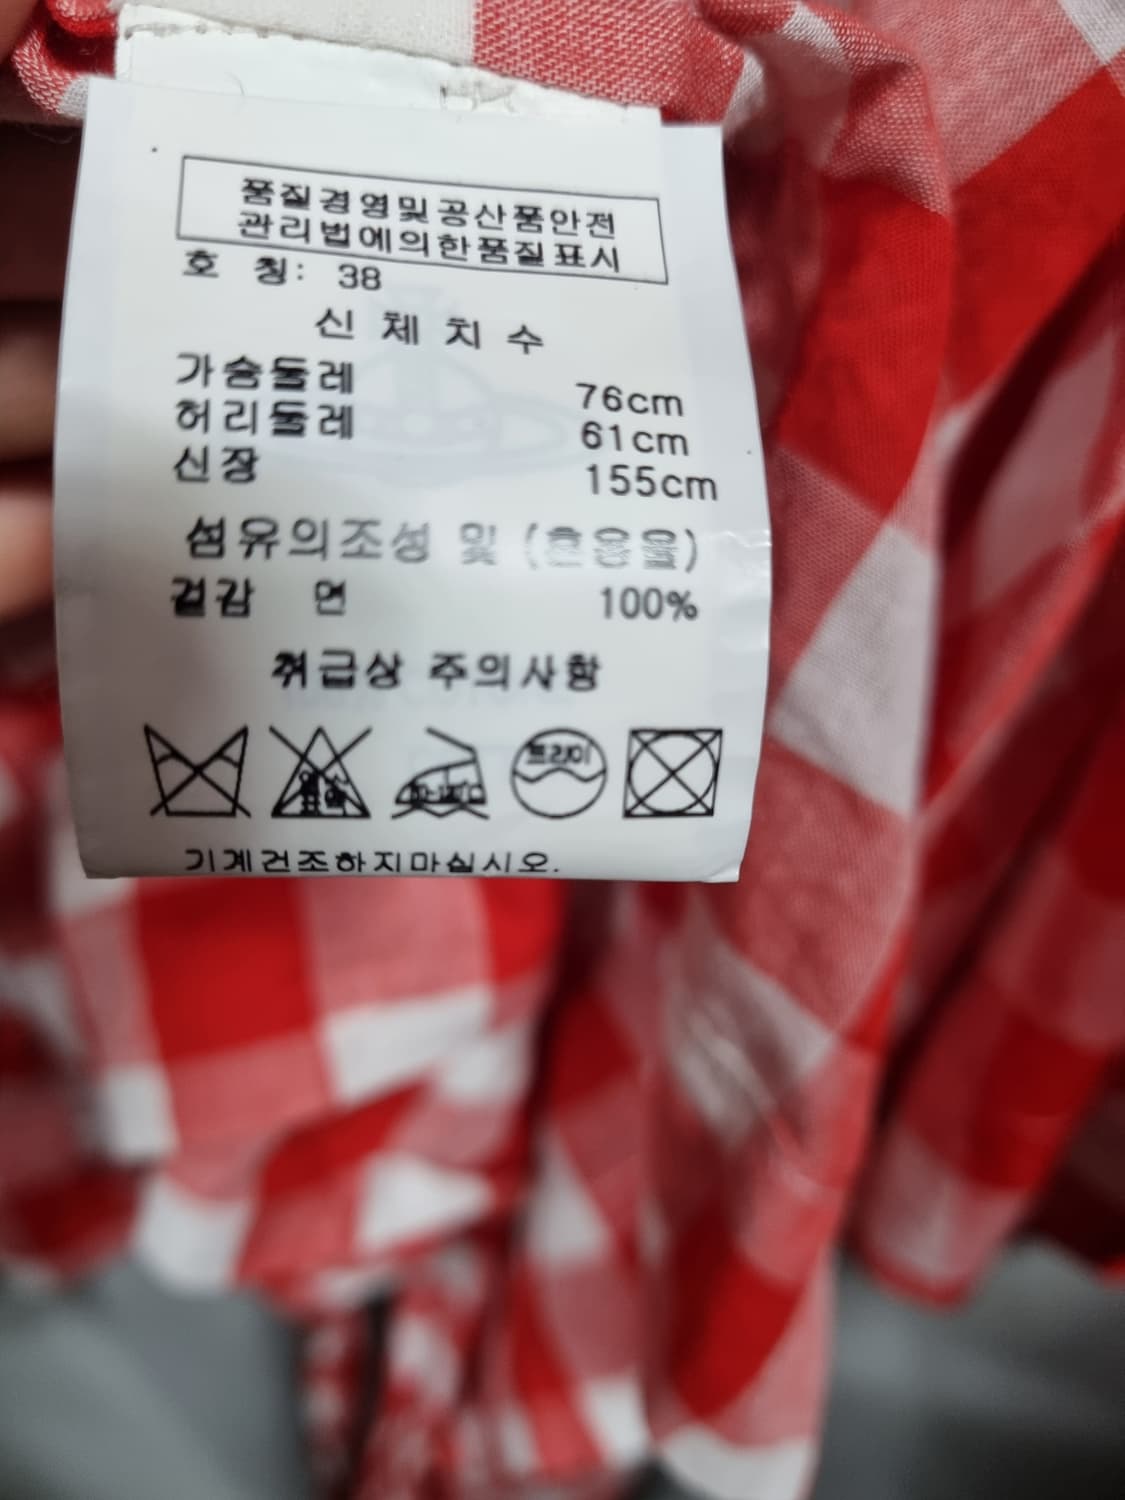 품질경영및공산품안전
관리법에의한품질표시
호 칭: 38
신 체 치 수
가슴둘레 76cm
허리둘레 61cm
신장 155cm
섬유의조성 및 (혼용율)
겉감 면 100%
취급상 주의사항
드라이
기계건조하지마십시오.